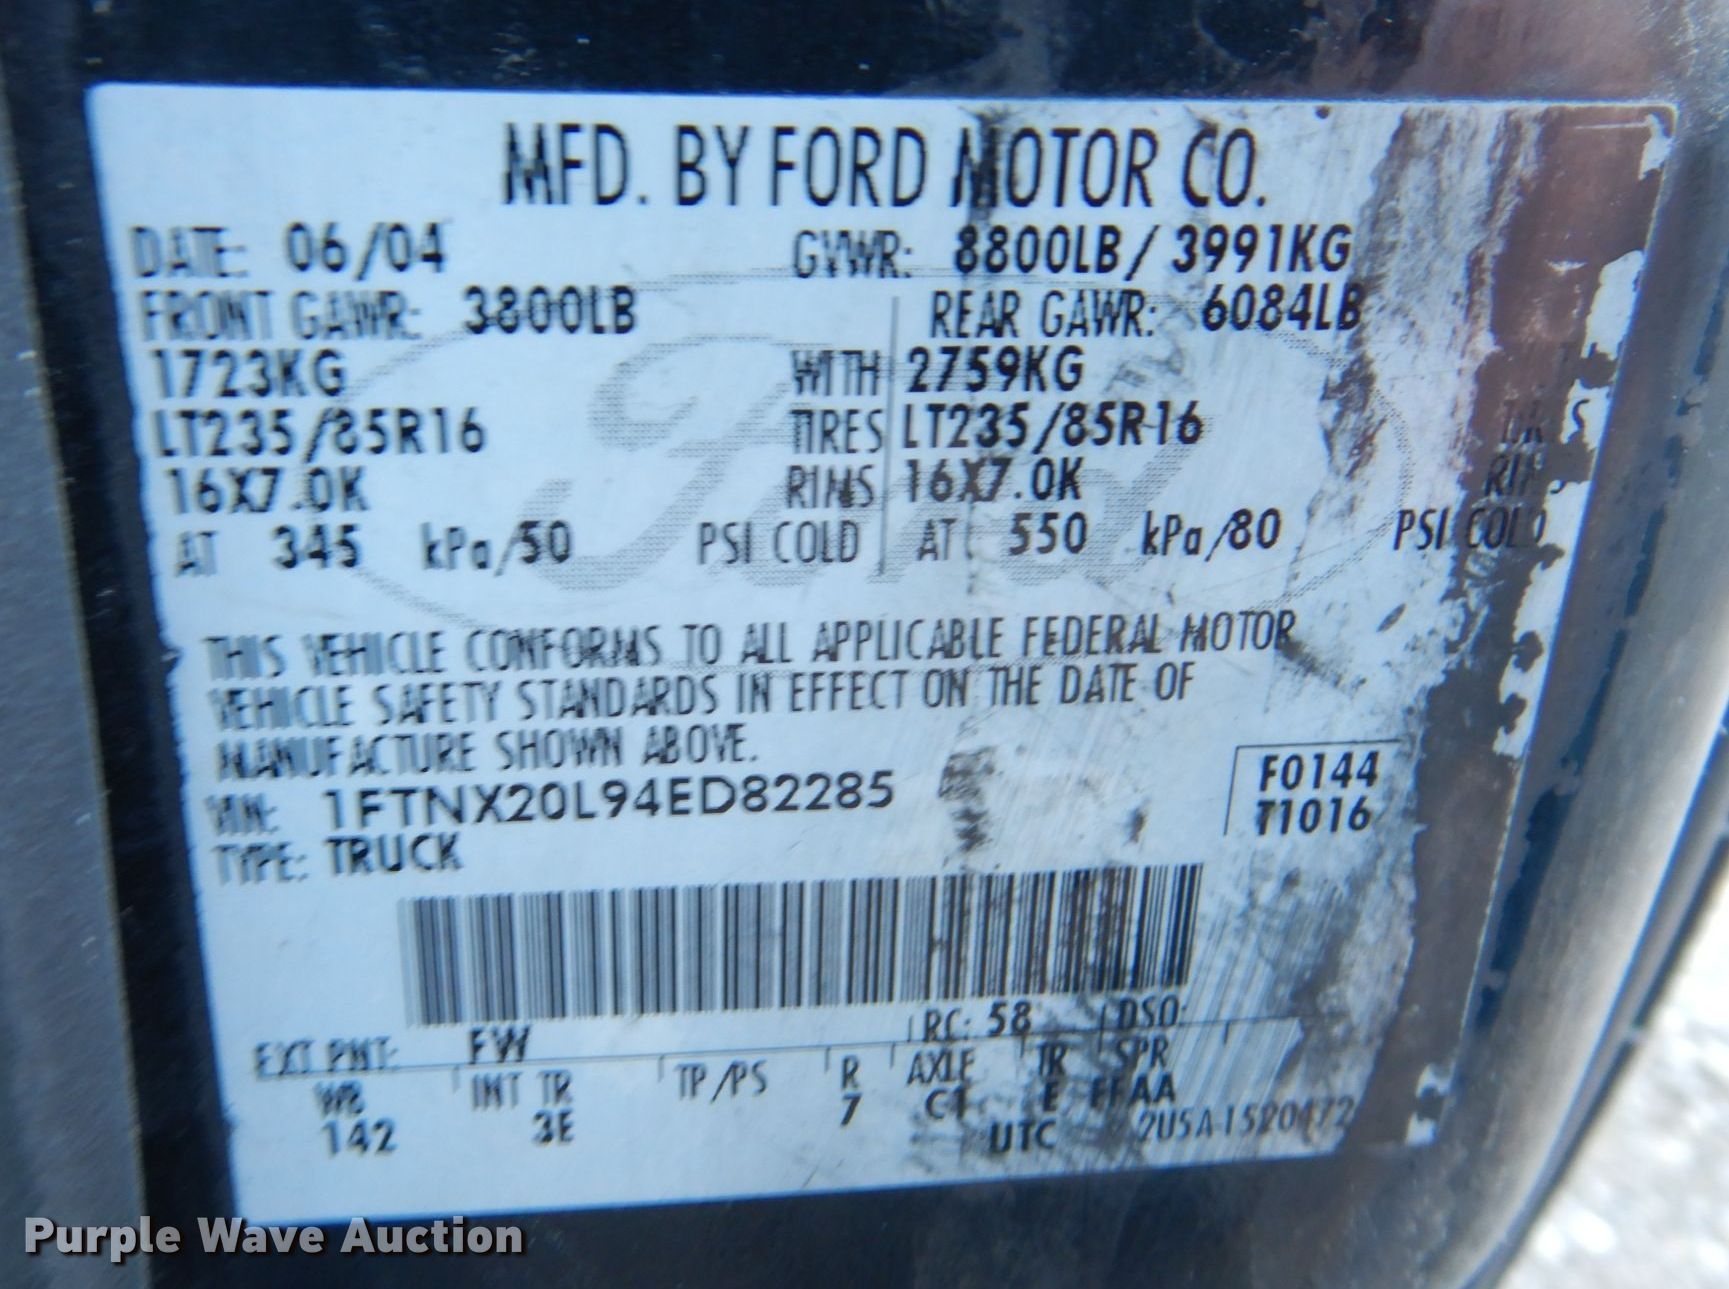 MFD. BY FORD MOTOR CO.
DATE: 06/04 GVWR: 8800LB / 3991KG
FRONT GAWR: 3800LB REAR GAWR: 6084LB
1723KG WITH 2759KG
LT235/85R16 TIRES LT235/85R16
16X7.0K RIMS 16X7.0K
AT 345 kPa/50 PSI COLD AT 550 kPa/80 PSI COLD
THIS VEHICLE CONFORMS TO ALL APPLICABLE FEDERAL MOTOR
VEHICLE SAFETY STANDARDS IN EFFECT ON THE DATE OF
MANUFACTURE SHOWN ABOVE.
VIN: 1FTNX20L94ED82285
F0144
T1016
TYPE: TRUCK
EXT PNT: FW RC: 58 DSO:
WB INT TR TP/PS R AXLE TR SPR
142 3E 7 C1 E FFAA
UTC
Ford
Purple Wave Auction